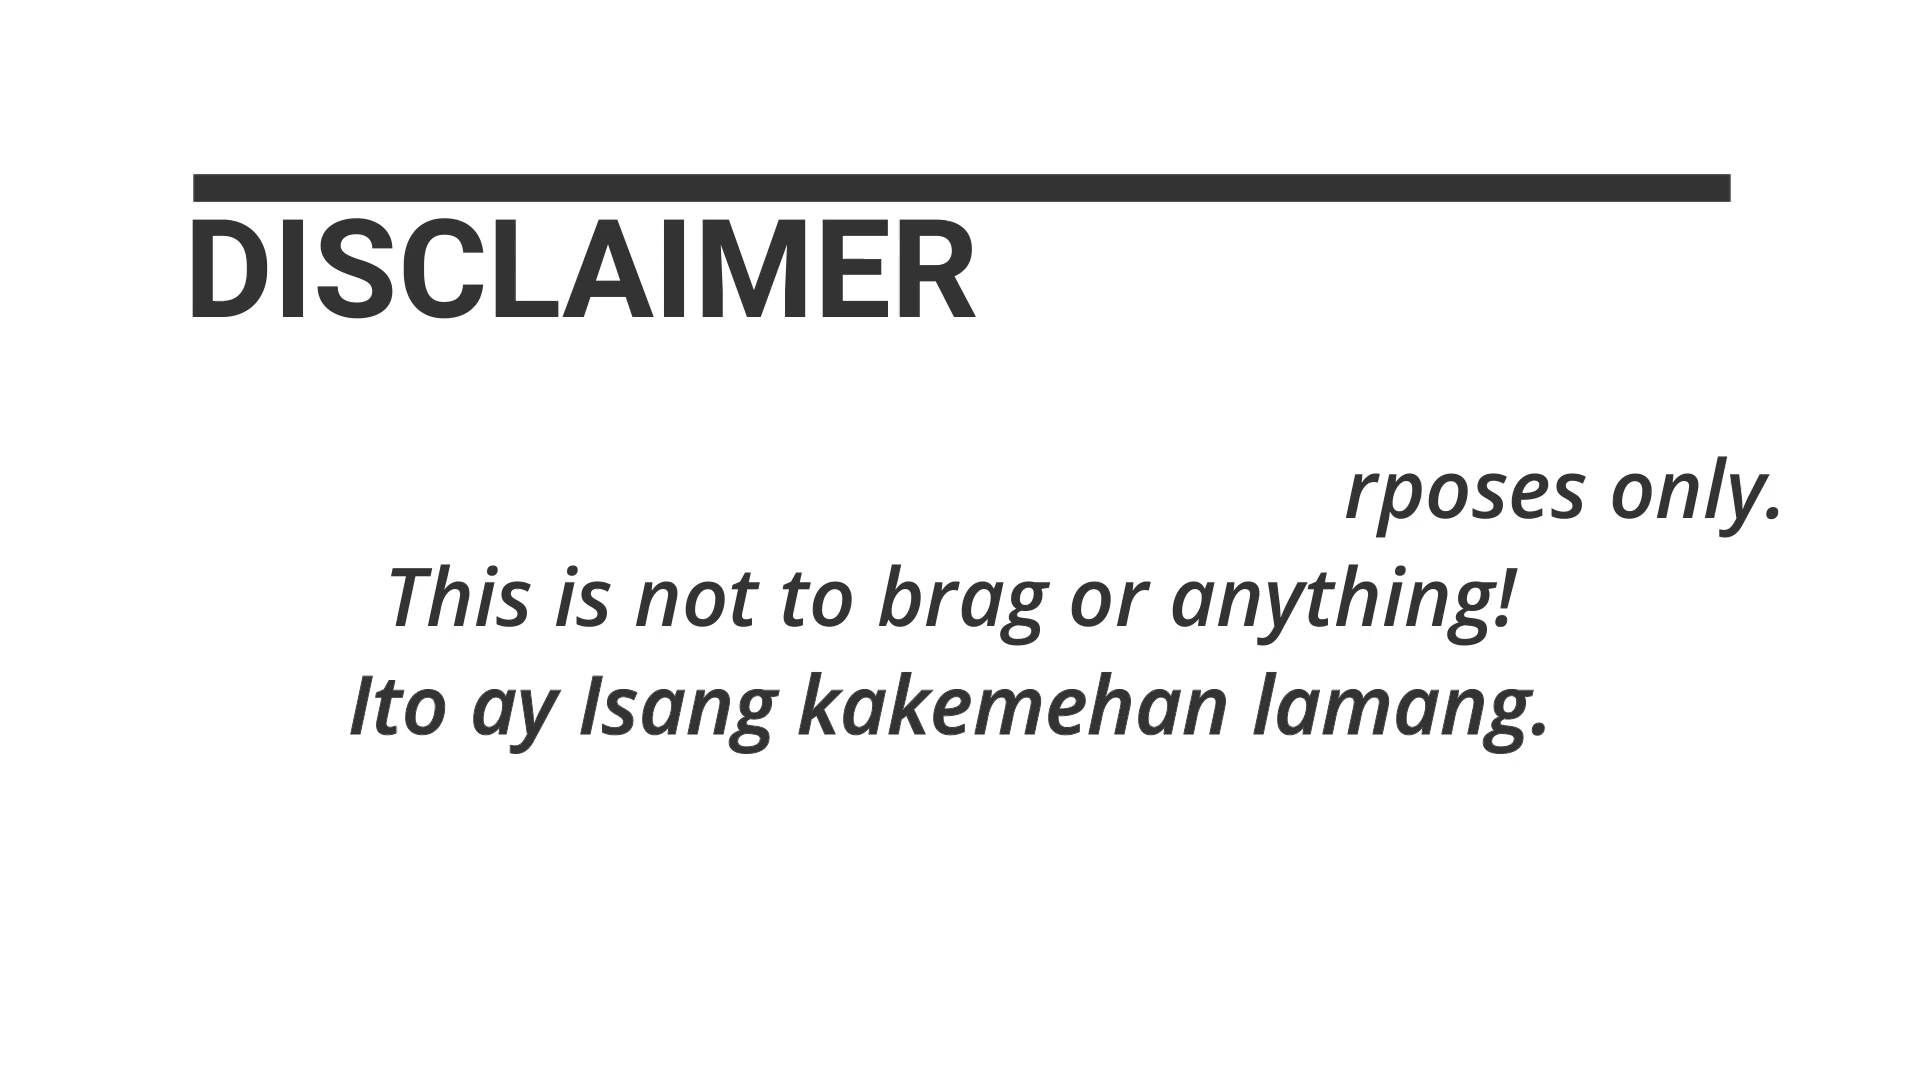 DISCLAIMER
rposes only.
This is not to brag or anything!
Ito ay Isang kakemehan lamang.